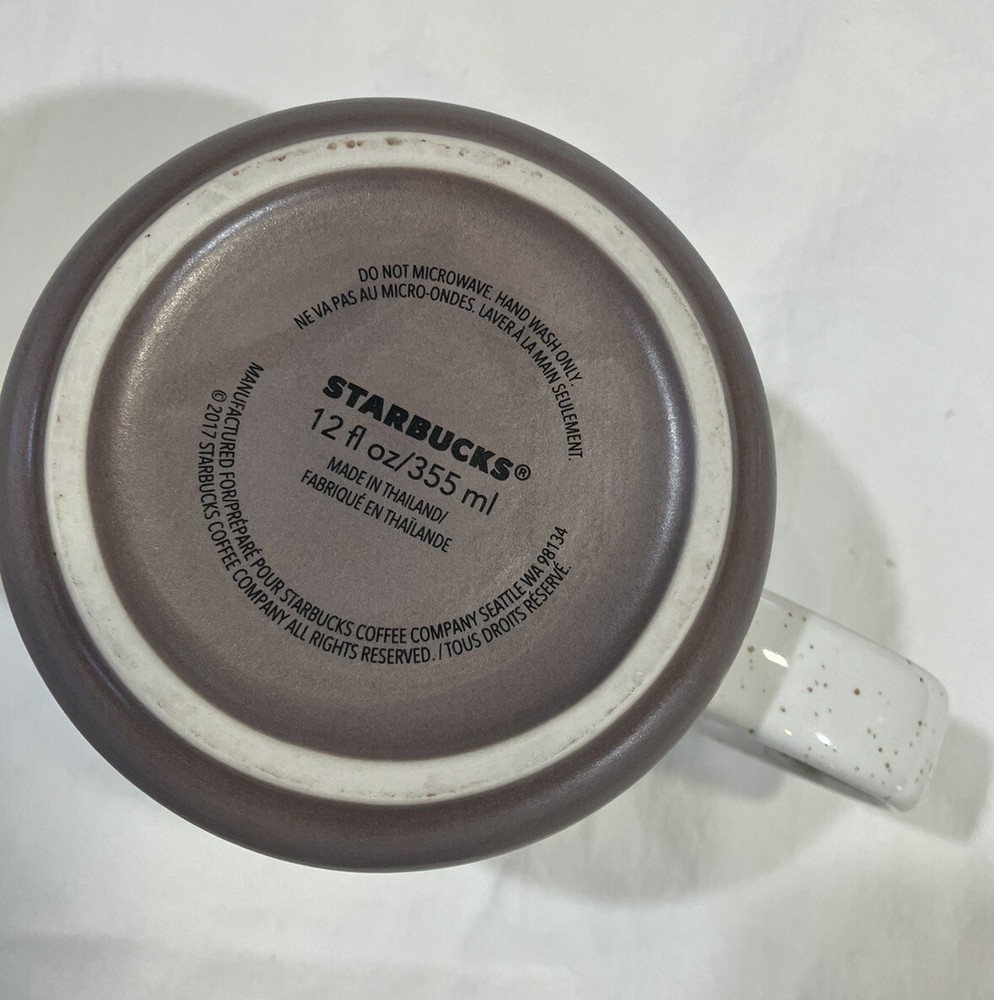 DO NOT MICROWAVE. HAND WASH ONLY.
NE VA PAS AU MICRO-ONDES. LAVER À LA MAIN SEULEMENT.
STARBUCKS®
12 fl oz/355 ml
MADE IN THAILAND/
FABRIQUÉ EN THAÏLANDE
MANUFACTURED FOR/PRÉPARÉ POUR STARBUCKS COFFEE COMPANY SEATTLE WA 98134
© 2017 STARBUCKS COFFEE COMPANY ALL RIGHTS RESERVED. / TOUS DROITS RÉSERVÉ.